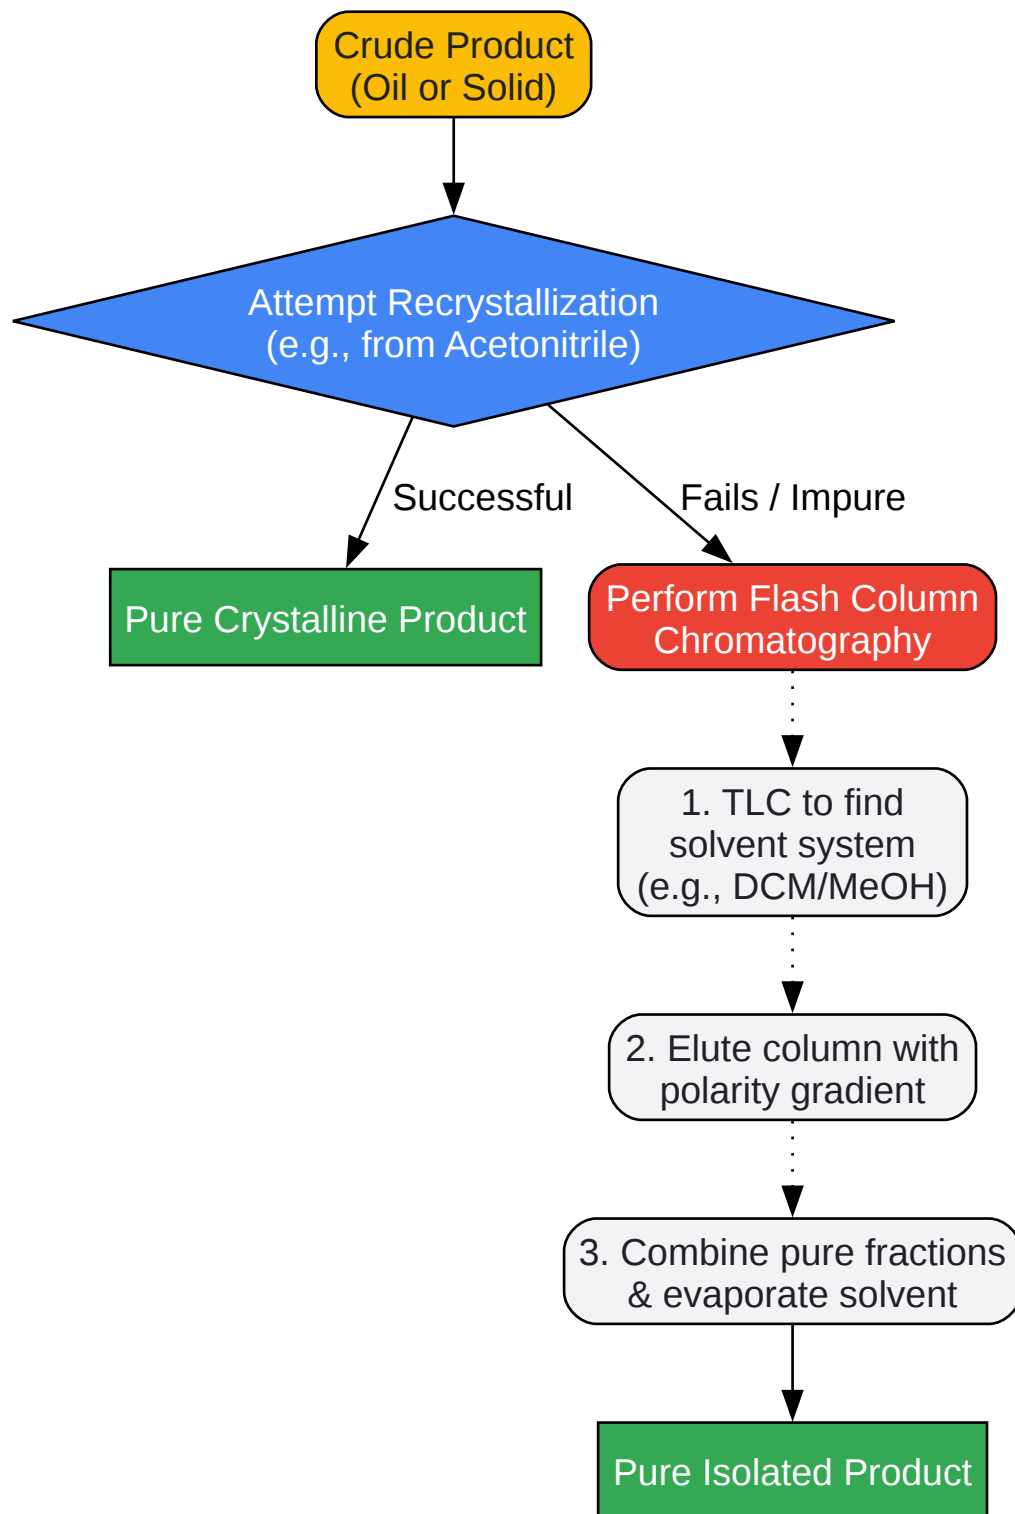 Crude Product
(Oil or Solid)
Attempt Recrystallization
(e.g., from Acetonitrile)
Successful
Fails / Impure
Pure Crystalline Product
Perform Flash Column
Chromatography
1. TLC to find
solvent system
(e.g., DCM/MeOH)
2. Elute column with
polarity gradient
3. Combine pure fractions
& evaporate solvent
Pure Isolated Product